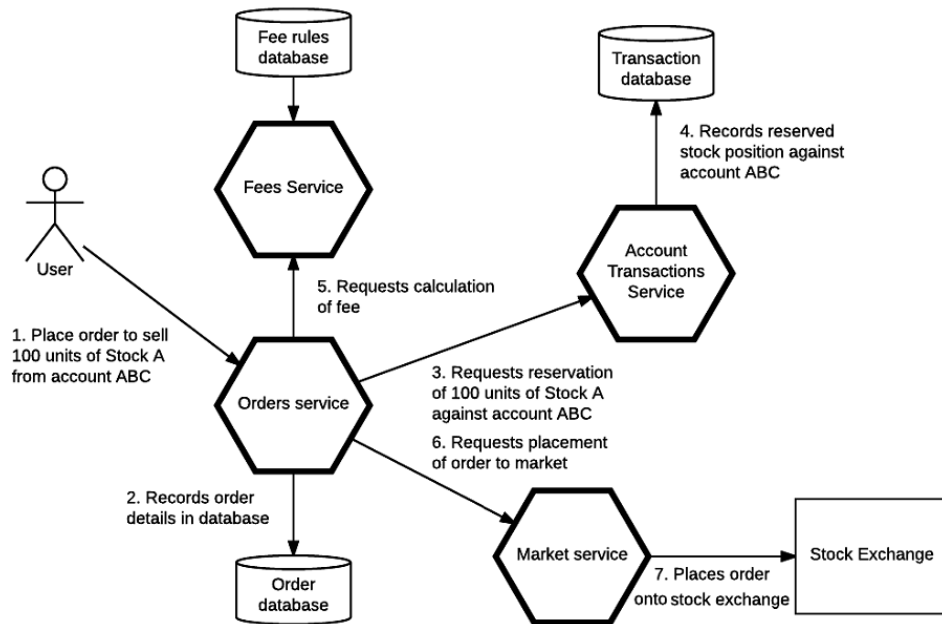 Fee rules
database
Transaction
database
Fees Service
4. Records reserved
stock position against
account ABC
User
Account
Transactions
Service
5. Requests calculation
of fee
1. Place order to sell
100 units of Stock A
from account ABC
Orders service
3. Requests reservation
of 100 units of Stock A
against account ABC
6. Requests placement
of order to market
2. Records order
details in database
Market service
Stock Exchange
7. Places order
onto stock exchange
Order
database